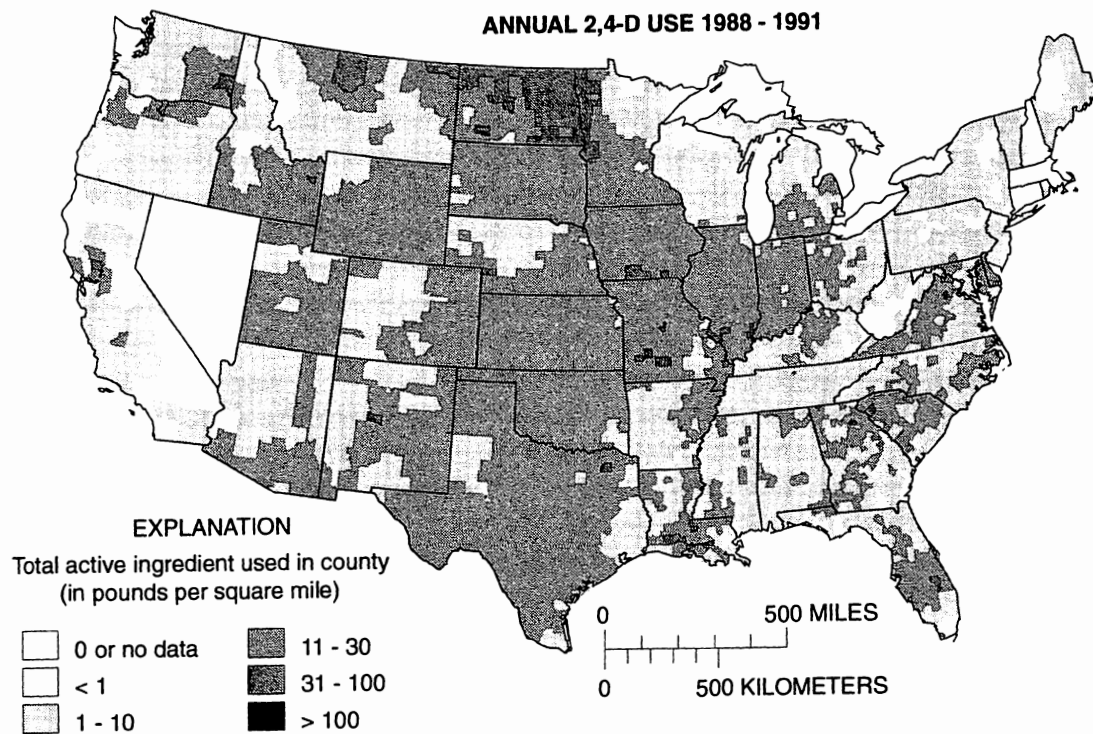 ANNUAL 2,4-D USE 1988 - 1991
EXPLANATION
Total active ingredient used in county
(in pounds per square mile)
0 or no data
< 1
1 - 10
11 - 30
31 - 100
> 100
0 500 MILES
0 500 KILOMETERS